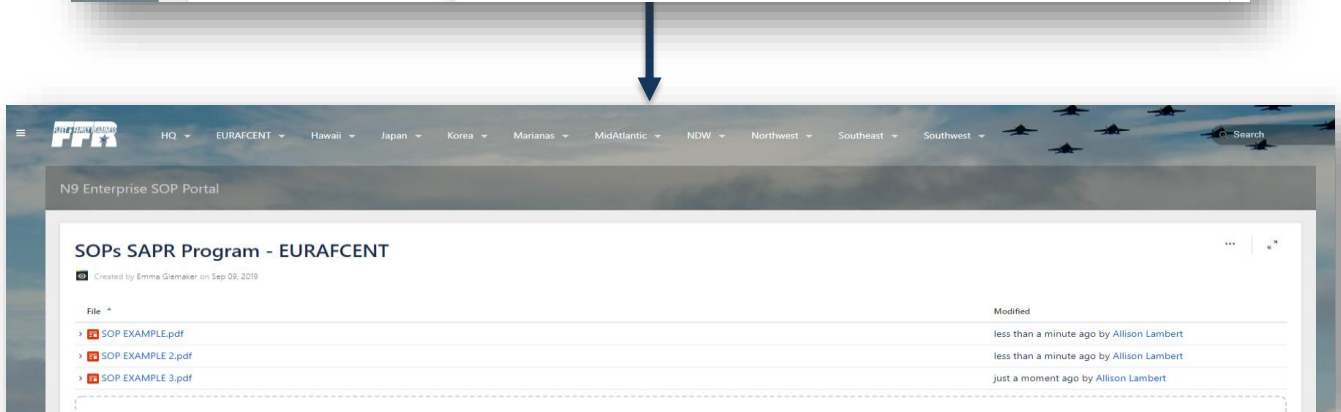 FLEET & FAMILY READINESS
FFR HQ EURAFCENT Hawaii Japan Korea Marianas MidAtlantic NDW Northwest Southeast Southwest Search
N9 Enterprise SOP Portal
SOPs SAPR Program - EURAFCENT
Created by Emma Glemaker on Sep 09, 2019
File Modified
SOP EXAMPLE.pdf less than a minute ago by Allison Lambert
SOP EXAMPLE 2.pdf less than a minute ago by Allison Lambert
SOP EXAMPLE 3.pdf just a moment ago by Allison Lambert